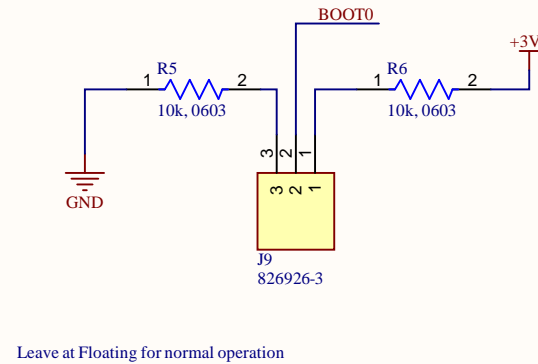 BOOT0
+3V
R5
R6
1
2
1
2
10k, 0603
10k, 0603
3
2
1
3
2
1
GND
J9
826926-3
Leave at Floating for normal operation